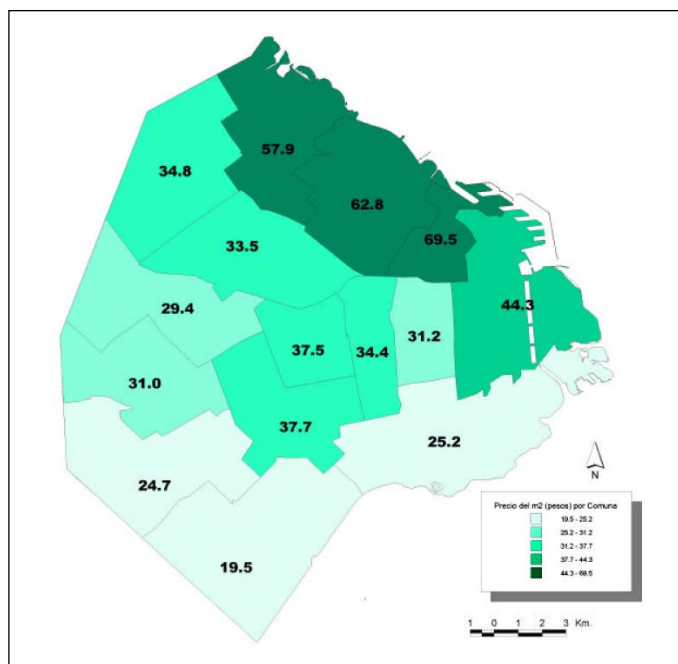 57.9
34.8
62.8
69.5
33.5
44.3
29.4
31.2
37.5
34.4
31.0
37.7
25.2
24.7
19.5
N
Precio del m2 (pesos) por Comuna
19.5 - 25.2
25.2 - 31.2
31.2 - 37.7
37.7 - 44.3
44.3 - 69.5
1 0 1 2 3 Km.